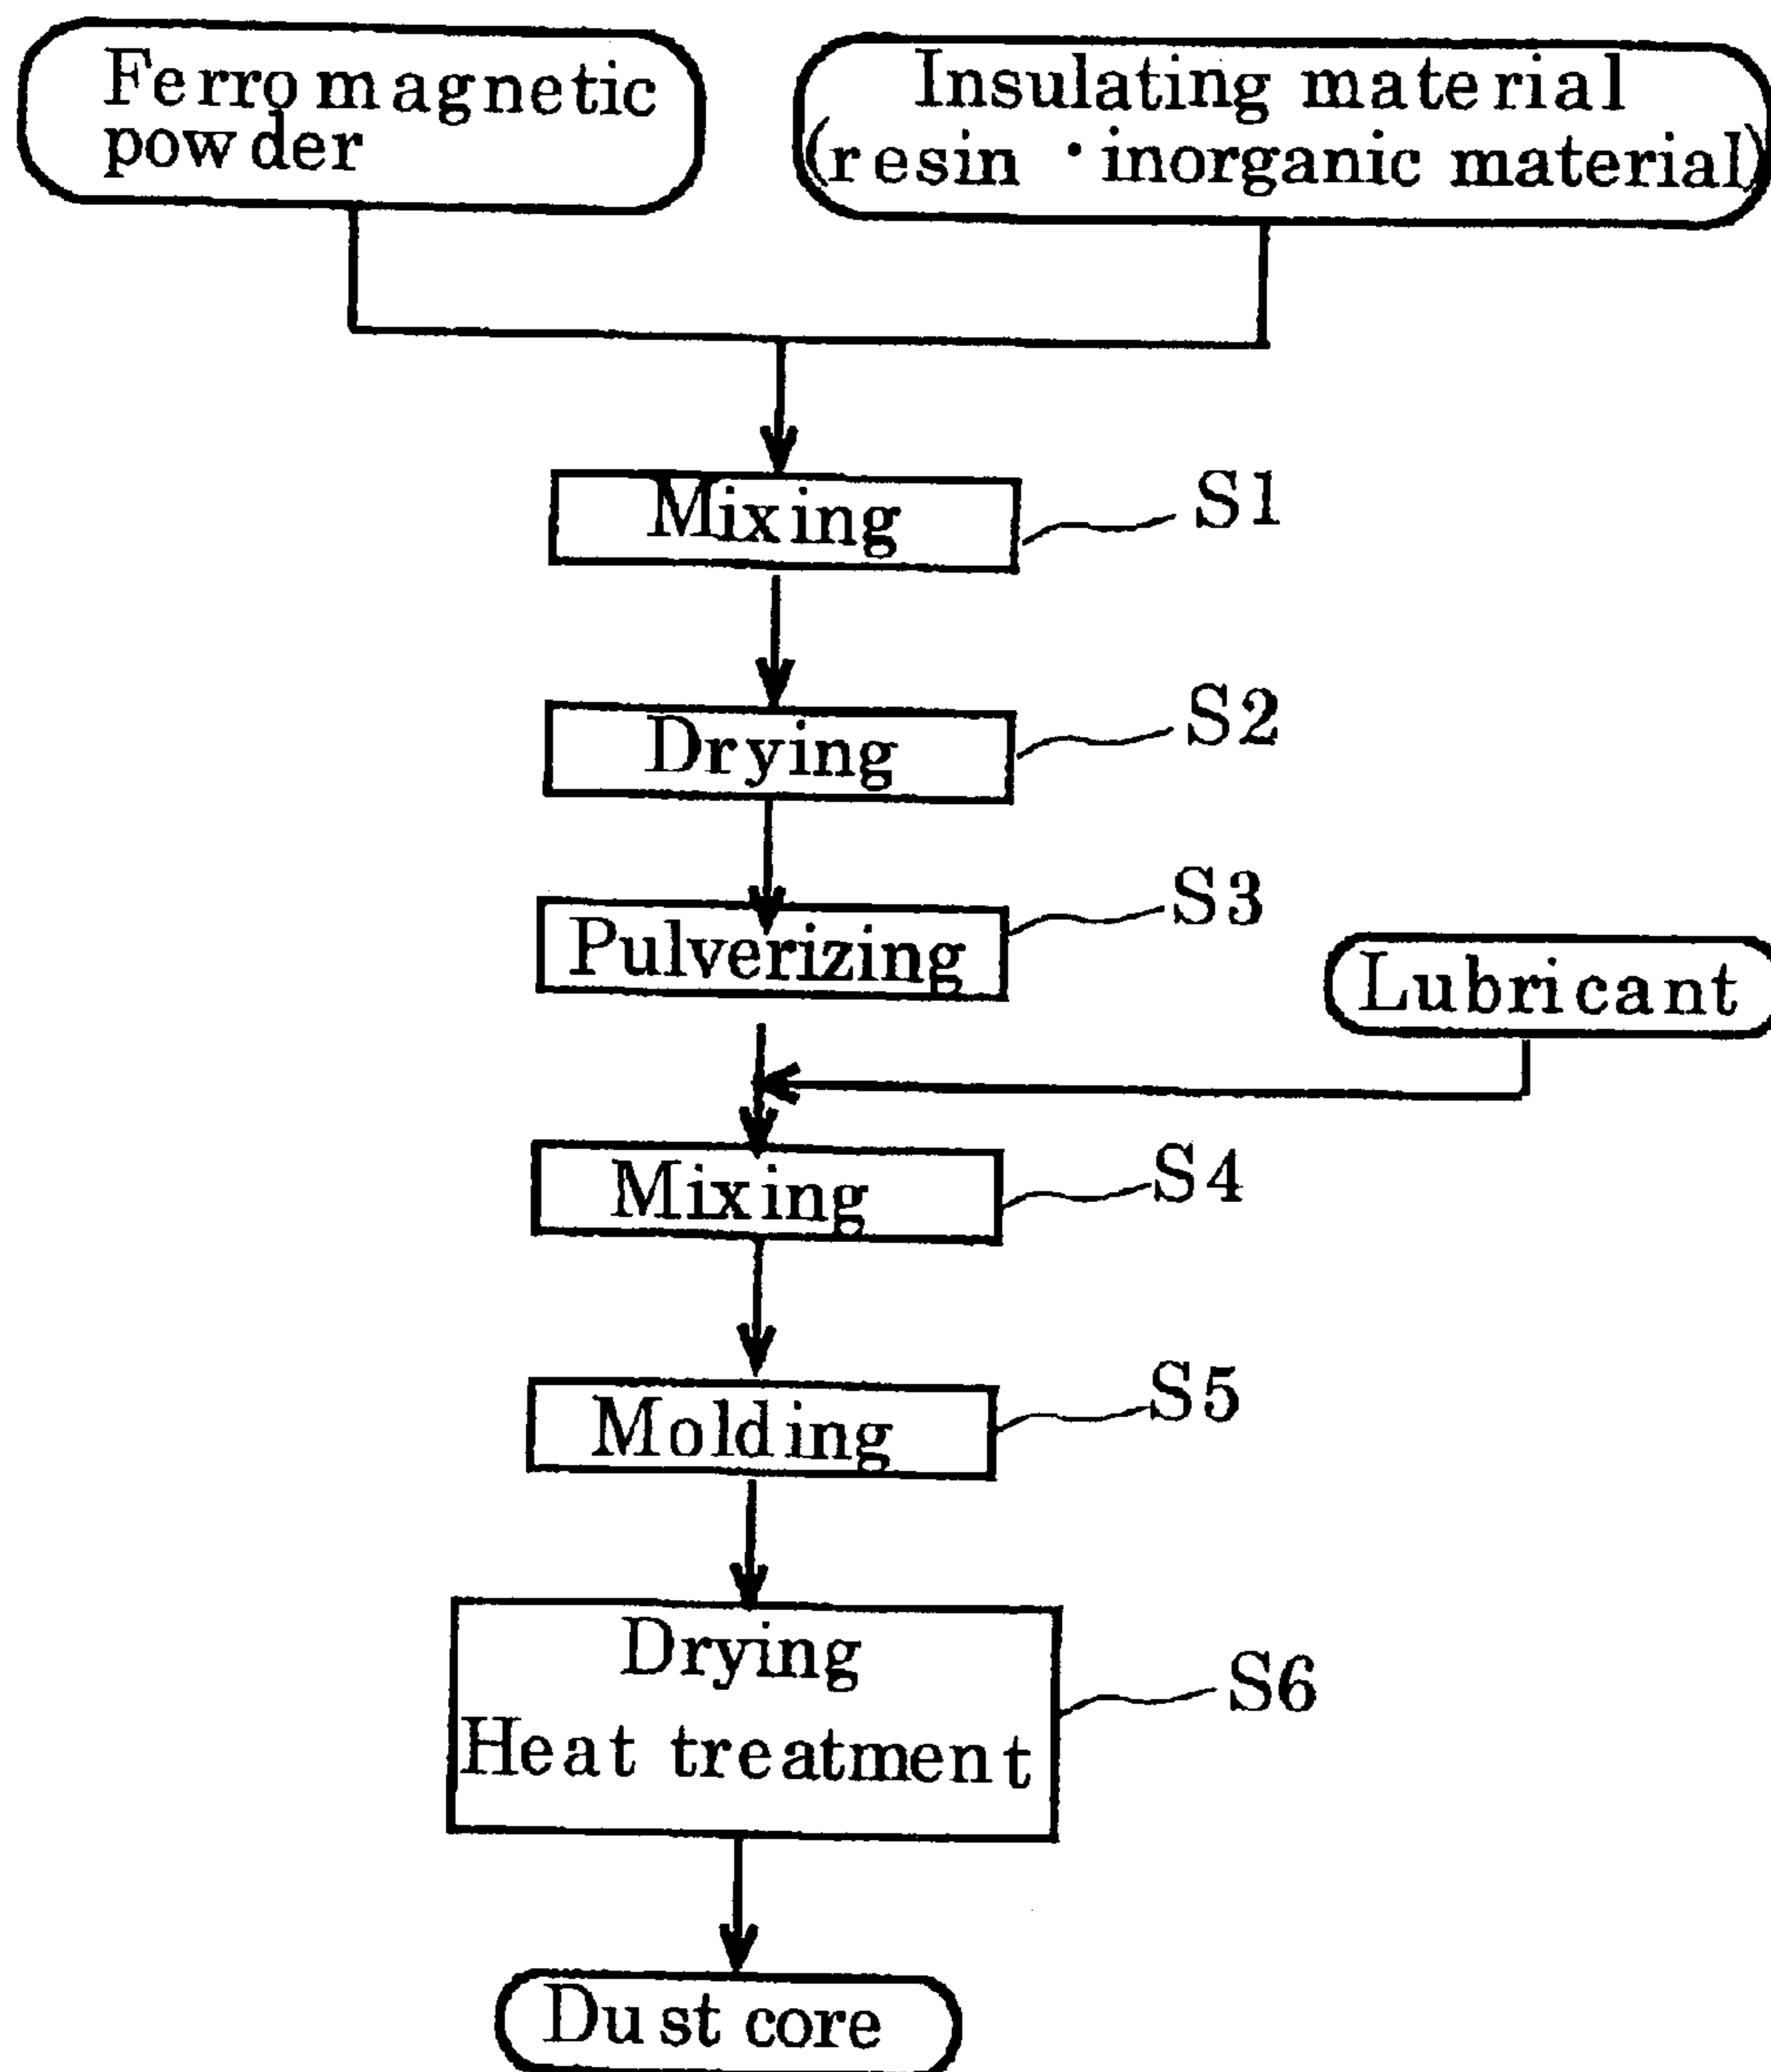 Ferromagnetic
powder
Insulating material
(resin ・inorganic material)
Mixing
S1
Drying
S2
Pulverizing
S3
Lubricant
Mixing
S4
Molding
S5
Drying
Heat treatment
S6
Dust core